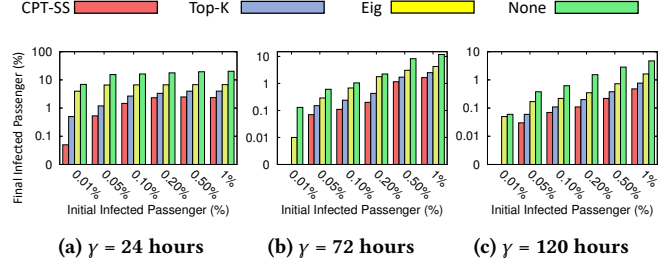 CPT-SS Top-K Eig None
Final Infected Passenger (%)
100
10
1
0.1
0
0.01% 0.05% 0.10% 0.20% 0.50% 1%
Initial Infected Passenger (%)
(a) γ = 24 hours
10
1
0.1
0.01
0
0.01% 0.05% 0.10% 0.20% 0.50% 1%
Initial Infected Passenger (%)
(b) γ = 72 hours
10
1
0.1
0.01
0
0.01% 0.05% 0.10% 0.20% 0.50% 1%
Initial Infected Passenger (%)
(c) γ = 120 hours